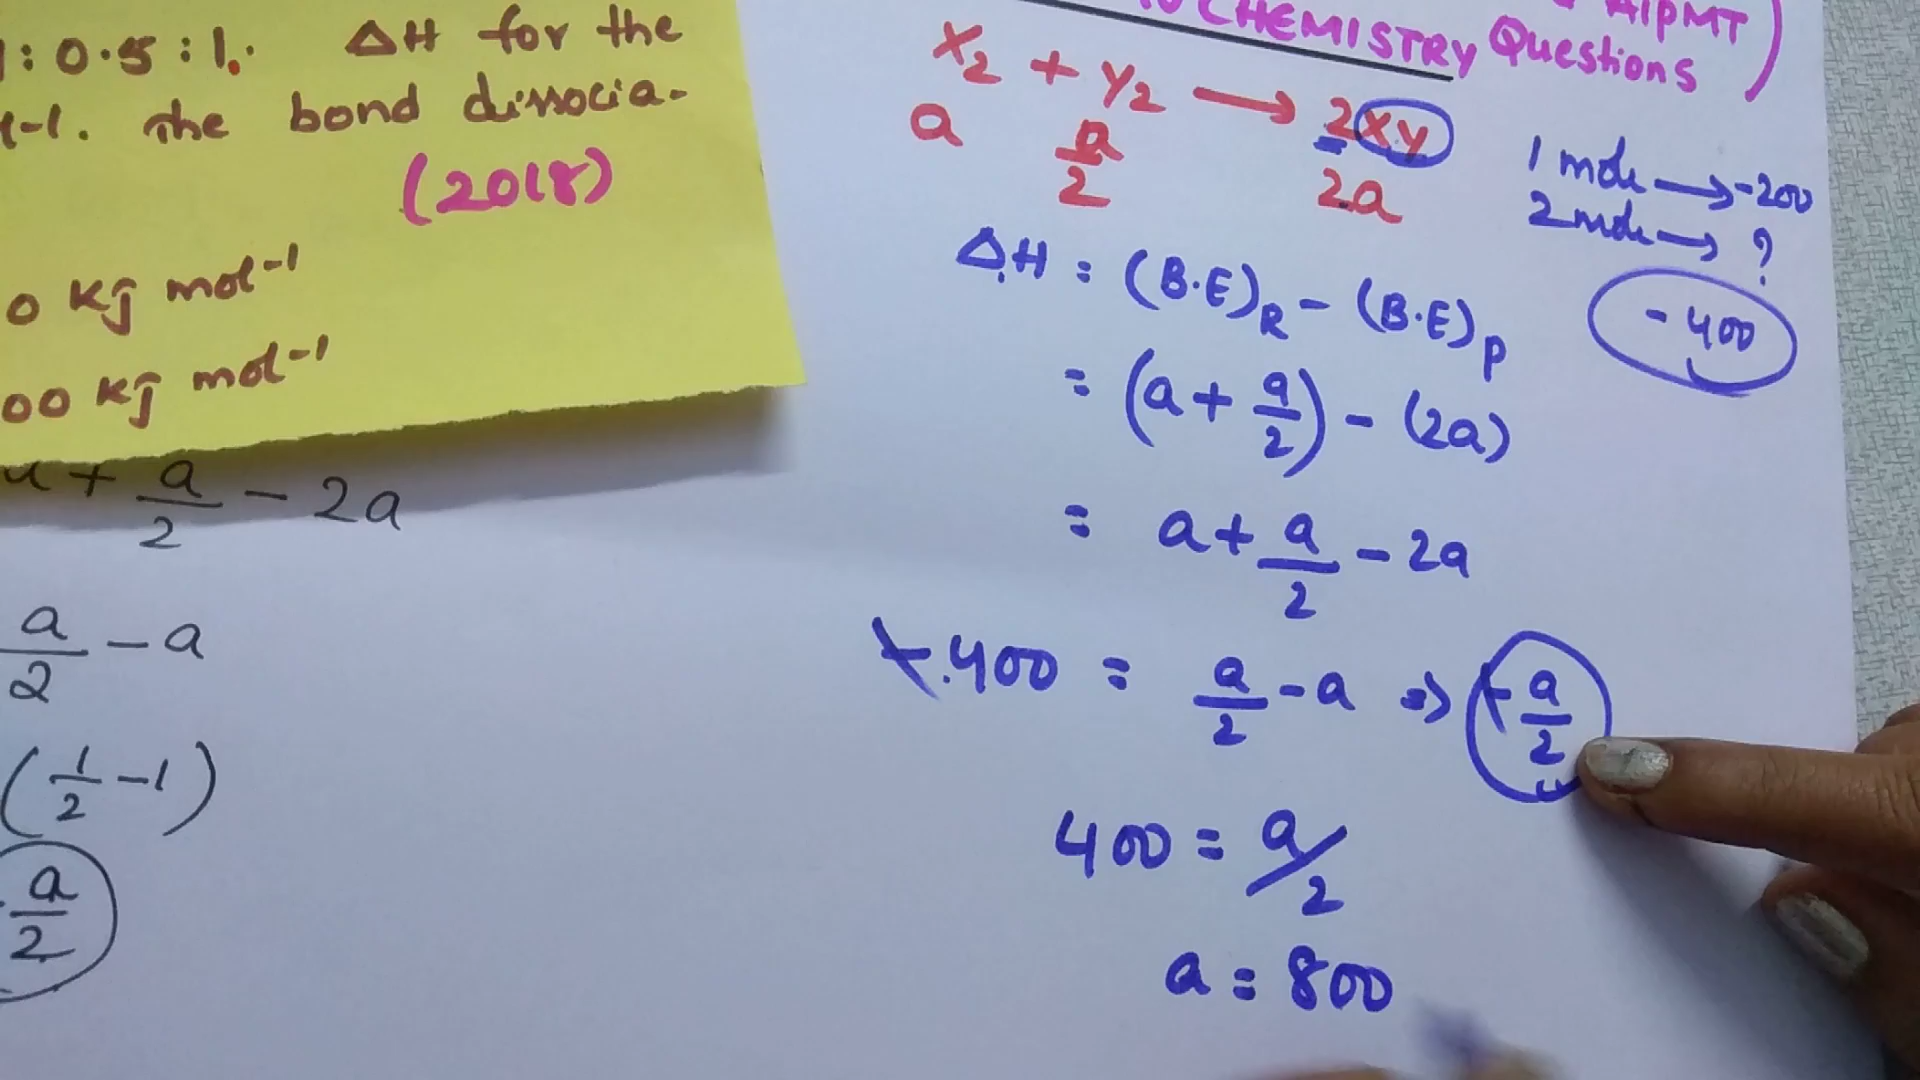 1 : 0.5 : 1. ΔH for the
-1. The bond dissocia-
(2018)
0 KJ mol⁻¹
00 KJ mol⁻¹
+ a/2 - 2a
a/2 - a
(1/2 - 1)
a/2
AIPMT)
CHEMISTRY Questions
X₂ + Y₂ ⟶ 2XY
a a/2 2a
1 mole ⟶ -200
2 mole ⟶ ?
-400
ΔH = (B.E)R - (B.E)P
= (a + a/2) - (2a)
= a + a/2 - 2a
-400 = a/2 - a ⇒ -a/2
400 = a/2
a = 800